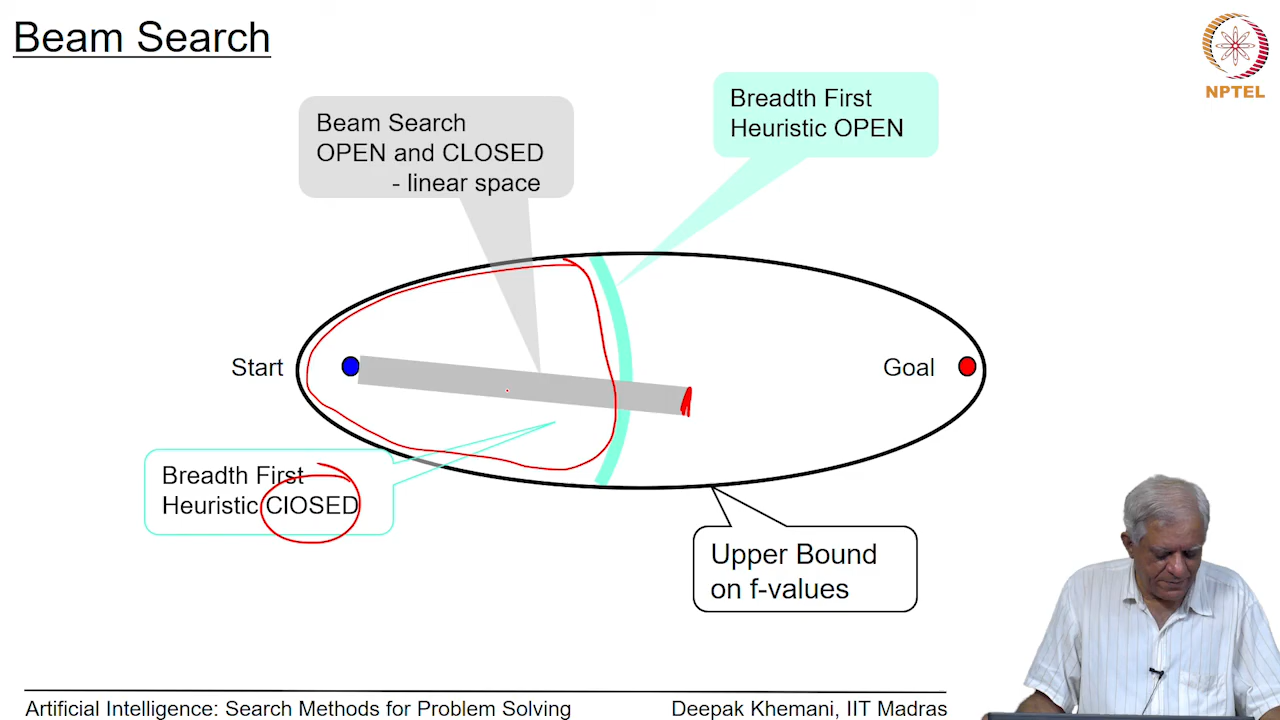 Beam Search
NPTEL
Beam Search
OPEN and CLOSED
- linear space
Breadth First
Heuristic OPEN
Start
Goal
Breadth First
Heuristic ClOSED
Upper Bound
on f-values
Artificial Intelligence: Search Methods for Problem Solving
Deepak Khemani, IIT Madras